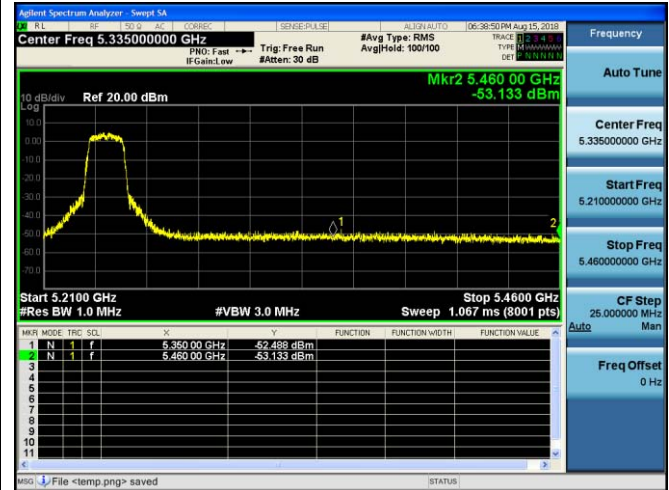 Agilent Spectrum Analyzer - Swept SA
RL RF 50 Ω AC CORREC SENSE:PULSE ALIGN AUTO 06:38:50 PM Aug 15, 2018
Center Freq 5.335000000 GHz
PNO: Fast
IFGain:Low
Trig: Free Run
#Atten: 30 dB
#Avg Type: RMS
Avg|Hold: 100/100
TRACE 1 2 3 4 5 6
TYPE M
DET P N N N N N
Mkr2 5.460 00 GHz
-53.133 dBm
10 dB/div Ref 20.00 dBm
Log
10.0
0.00
-10.0
-20.0
-30.0
-40.0
-50.0
-60.0
-70.0
1
2
Start 5.2100 GHz Stop 5.4600 GHz
#Res BW 1.0 MHz #VBW 3.0 MHz Sweep 1.067 ms (8001 pts)
MKR MODE TRC SCL X Y FUNCTION FUNCTION WIDTH FUNCTION VALUE
1 N 1 f 5.360 00 GHz -52.488 dBm
2 N 1 f 5.460 00 GHz -53.133 dBm
3
4
5
6
7
8
9
10
11
MSG File <temp.png> saved STATUS
Frequency
Auto Tune
Center Freq
5.335000000 GHz
Start Freq
5.210000000 GHz
Stop Freq
5.460000000 GHz
CF Step
25.000000 MHz
Auto Man
Freq Offset
0 Hz